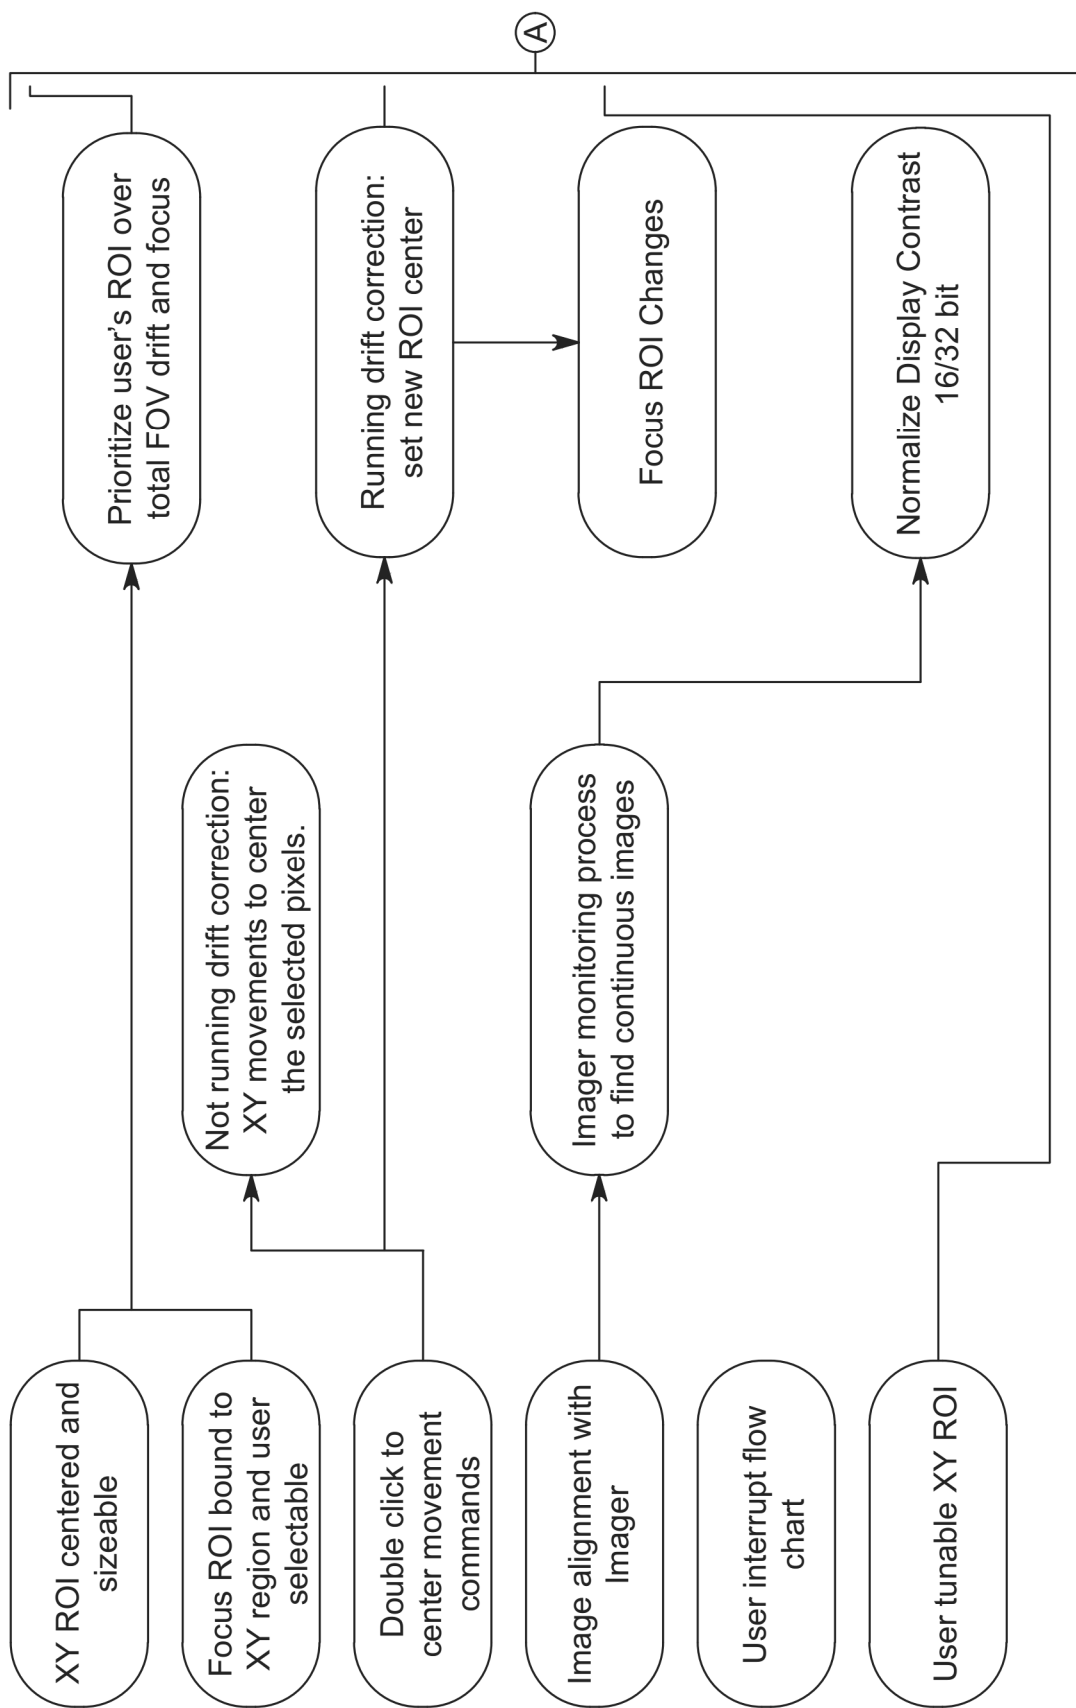 XY ROI centered and
sizeable
Focus ROI bound to
XY region and user
selectable
Double click to
center movement
commands
Image alignment with
Imager
User interrupt flow
chart
User tunable XY ROI
Not running drift correction:
XY movements to center
the selected pixels.
Imager monitoring process
to find continuous images
Prioritize user's ROI over
total FOV drift and focus
Running drift correction:
set new ROI center
Focus ROI Changes
Normalize Display Contrast
16/32 bit
A